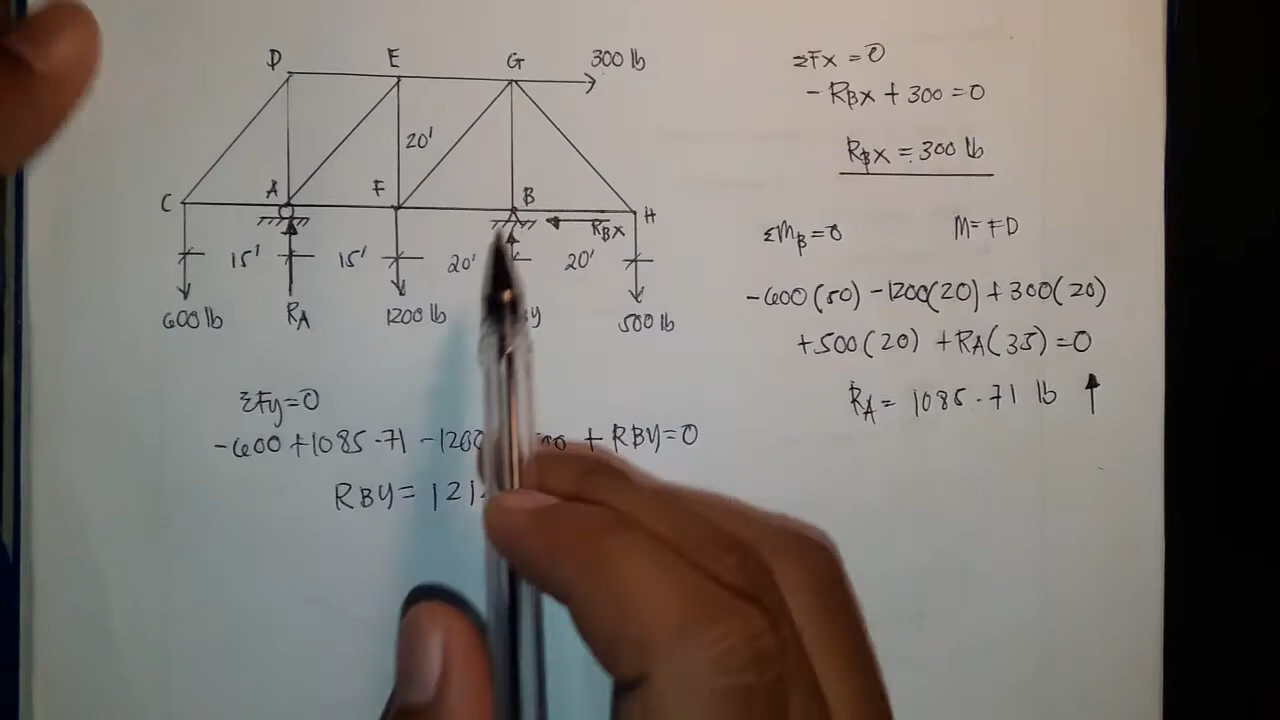 D E G 300 lb
20'
C A F B H
RBX
15' 15' 20' 20'
600 lb RA 1200 lb Y 500 lb
ΣFy=0
-600 +1085.71 -120 + RBY=0
RBY= 121
ΣFx = 0
- RBX + 300 = 0
RBX = 300 lb
ΣMB=0 M= FD
-600(50) -1200(20) +300(20)
+500(20) +RA(35) =0
RA = 1085.71 lb